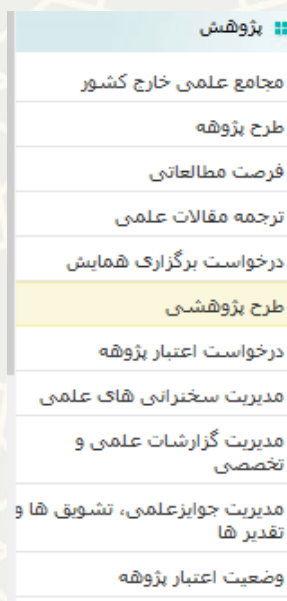 پژوهش
مجامع علمی خارج کشور
طرح پژوهه
فرصت مطالعاتی
ترجمه مقالات علمی
درخواست برگزاری همایش
طرح پژوهشی
درخواست اعتبار پژوهه
مدیریت سخنرانی های علمی
مدیریت گزارشات علمی و
تخصصی
مدیریت جوایزعلمی، تشویق ها و
تقدیر ها
وضعیت اعتبار پژوهه